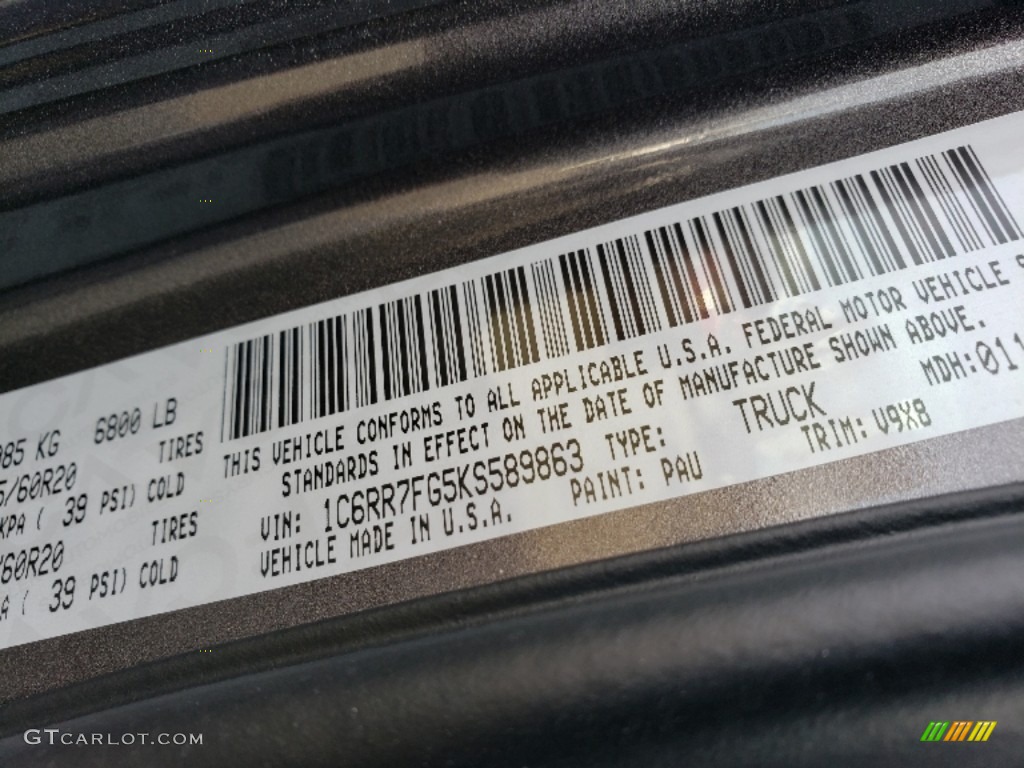 985 KG 6800 LB
5/60R20 TIRES
KPA ( 39 PSI) COLD
/60R20 TIRES
A ( 39 PSI) COLD
THIS VEHICLE CONFORMS TO ALL APPLICABLE U.S.A. FEDERAL MOTOR VEHICLE S
STANDARDS IN EFFECT ON THE DATE OF MANUFACTURE SHOWN ABOVE.
VIN: 1C6RR7FG5KS589863 TYPE: TRUCK MDH:011
VEHICLE MADE IN U.S.A. PAINT: PAU TRIM: V9X8
GTCARLOT.COM